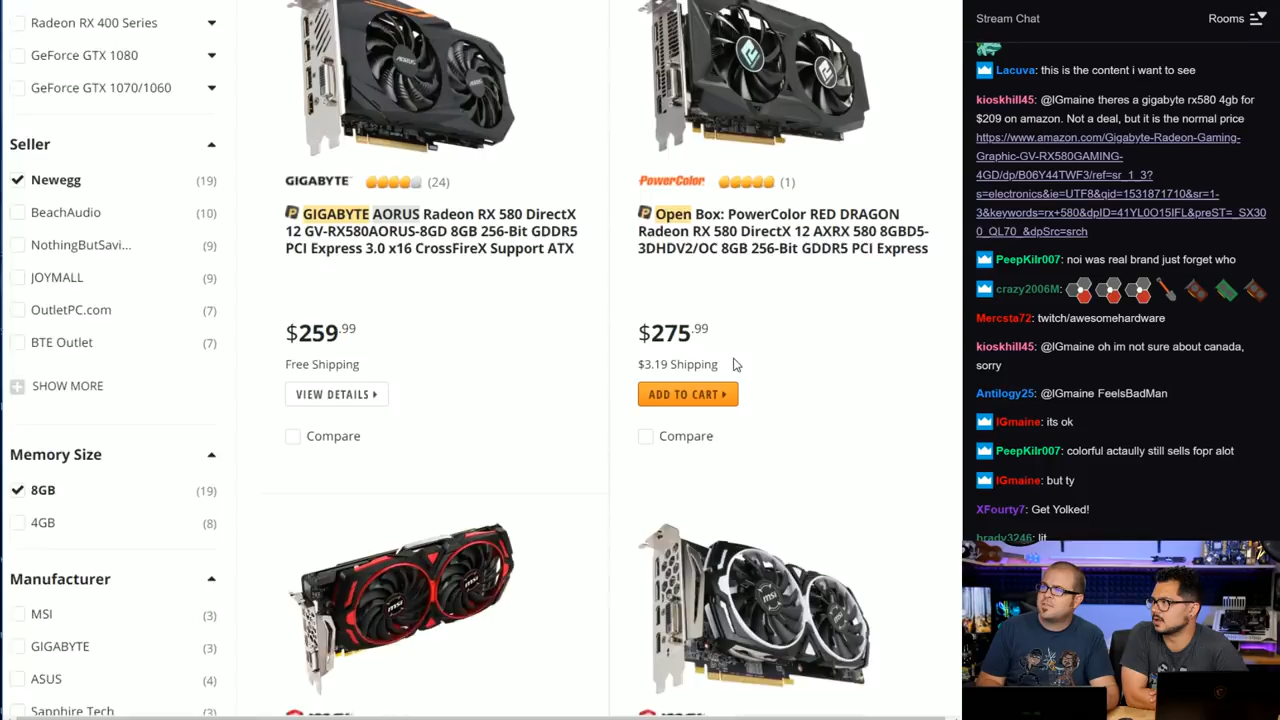 Radeon RX 400 Series
GeForce GTX 1080
GeForce GTX 1070/1060
Seller
Newegg (19)
BeachAudio (10)
NothingButSavi... (9)
JOYMALL (9)
OutletPC.com (7)
BTE Outlet (7)
SHOW MORE
Memory Size
8GB (19)
4GB (8)
Manufacturer
MSI (3)
GIGABYTE (3)
ASUS (4)
Sapphire Tech (3)
GIGABYTE (24)
GIGABYTE AORUS Radeon RX 580 DirectX
12 GV-RX580AORUS-8GD 8GB 256-Bit GDDR5
PCI Express 3.0 x16 CrossFireX Support ATX
$259.99
Free Shipping
VIEW DETAILS
Compare
PowerColor (1)
Open Box: PowerColor RED DRAGON
Radeon RX 580 DirectX 12 AXRX 580 8GBD5-
3DHDV2/OC 8GB 256-Bit GDDR5 PCI Express
$275.99
$3.19 Shipping
ADD TO CART
Compare
Stream Chat
Rooms
Lacuva: this is the content i want to see
kioskhill45: @IGmaine theres a gigabyte rx580 4gb for
$209 on amazon. Not a deal, but it is the normal price
https://www.amazon.com/Gigabyte-Radeon-Gaming-
Graphic-GV-RX580GAMING-
4GD/dp/B06Y44TWF3/ref=sr_1_3?
s=electronics&ie=UTF8&qid=1531871710&sr=1-
3&keywords=rx+580&dpID=41YL0O15IFL&preST=_SX30
0_QL70_&dpSrc=srch
PeepKilr007: noi was real brand just forget who
crazy2006M:
Mercsta72: twitch/awesomehardware
kioskhill45: @IGmaine oh im not sure about canada,
sorry
Antilogy25: @IGmaine FeelsBadMan
IGmaine: its ok
PeepKilr007: colorful actaully still sells fopr alot
IGmaine: but ty
XFourty7: Get Yolked!
brady3246: lit